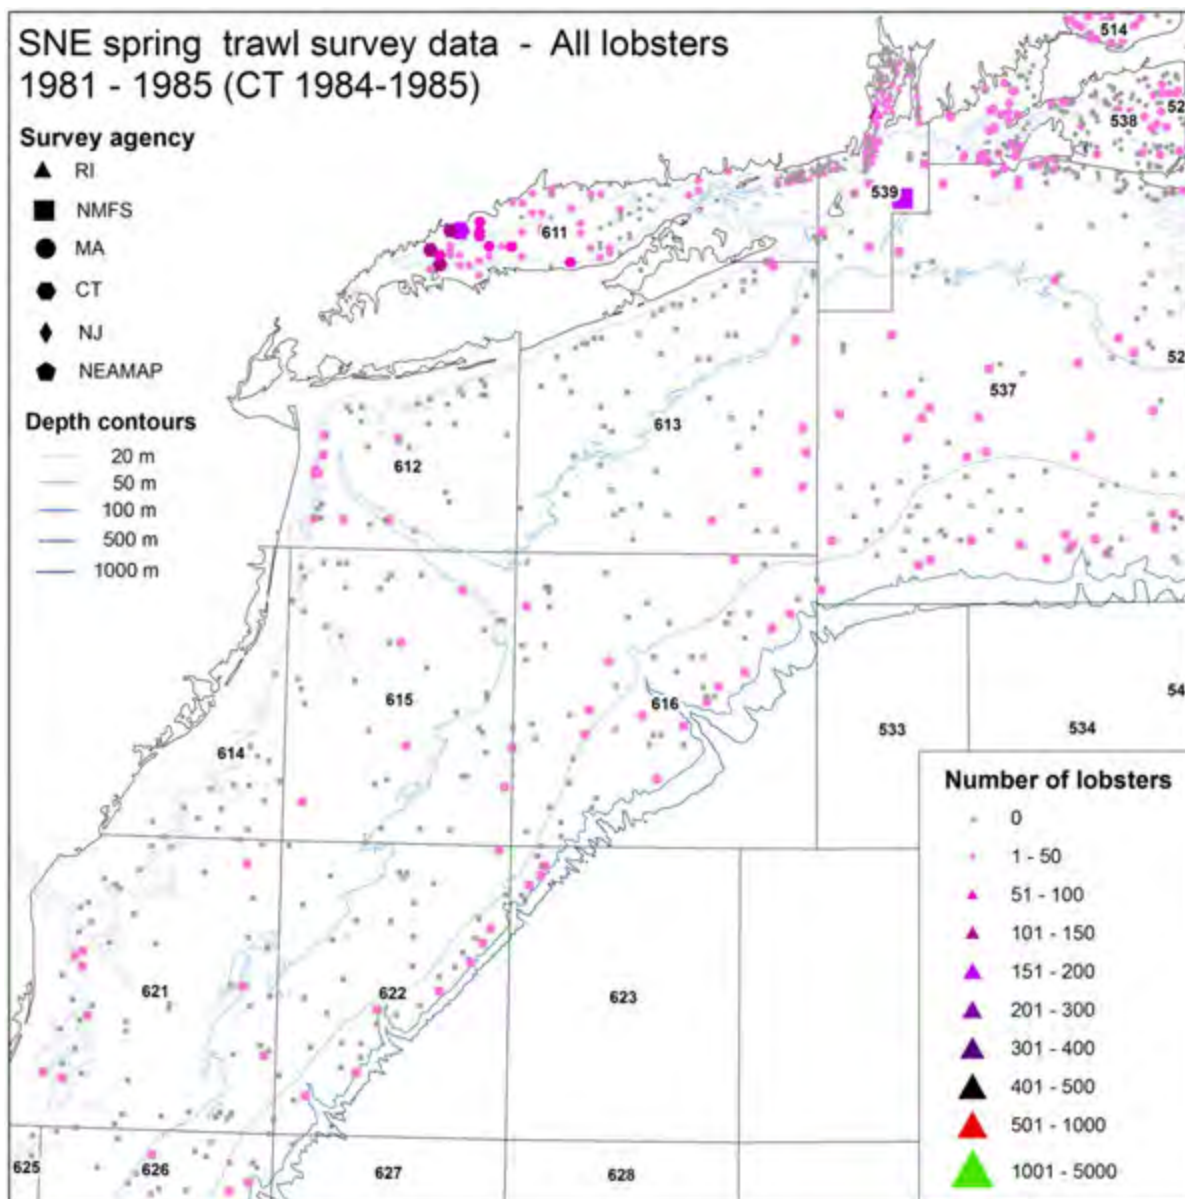 SNE spring trawl survey data - All lobsters
1981 - 1985 (CT 1984-1985)
Survey agency
RI
NMFS
MA
CT
NJ
NEAMAP
Depth contours
20 m
50 m
100 m
500 m
1000 m
514
52
538
539
611
52
537
613
612
54
615
616
533
534
614
621
622
623
625
626
627
628
Number of lobsters
0
1 - 50
51 - 100
101 - 150
151 - 200
201 - 300
301 - 400
401 - 500
501 - 1000
1001 - 5000